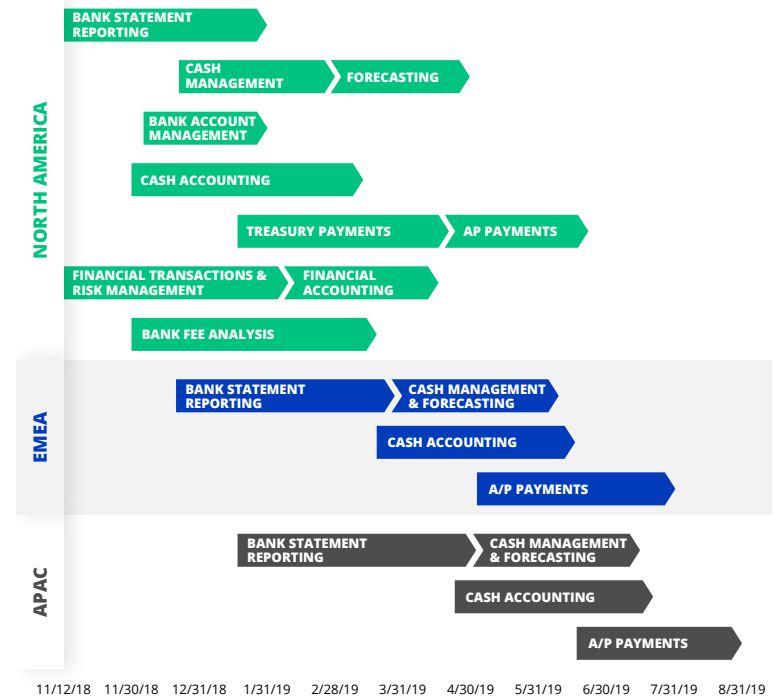 NORTH AMERICA
BANK STATEMENT
REPORTING
CASH
MANAGEMENT
FORECASTING
BANK ACCOUNT
MANAGEMENT
CASH ACCOUNTING
TREASURY PAYMENTS
AP PAYMENTS
FINANCIAL TRANSACTIONS &
RISK MANAGEMENT
FINANCIAL
ACCOUNTING
BANK FEE ANALYSIS
EMEA
BANK STATEMENT
REPORTING
CASH MANAGEMENT
& FORECASTING
CASH ACCOUNTING
A/P PAYMENTS
APAC
BANK STATEMENT
REPORTING
CASH MANAGEMENT
& FORECASTING
CASH ACCOUNTING
A/P PAYMENTS
11/12/18 11/30/18 12/31/18 1/31/19 2/28/19 3/31/19 4/30/19 5/31/19 6/30/19 7/31/19 8/31/19